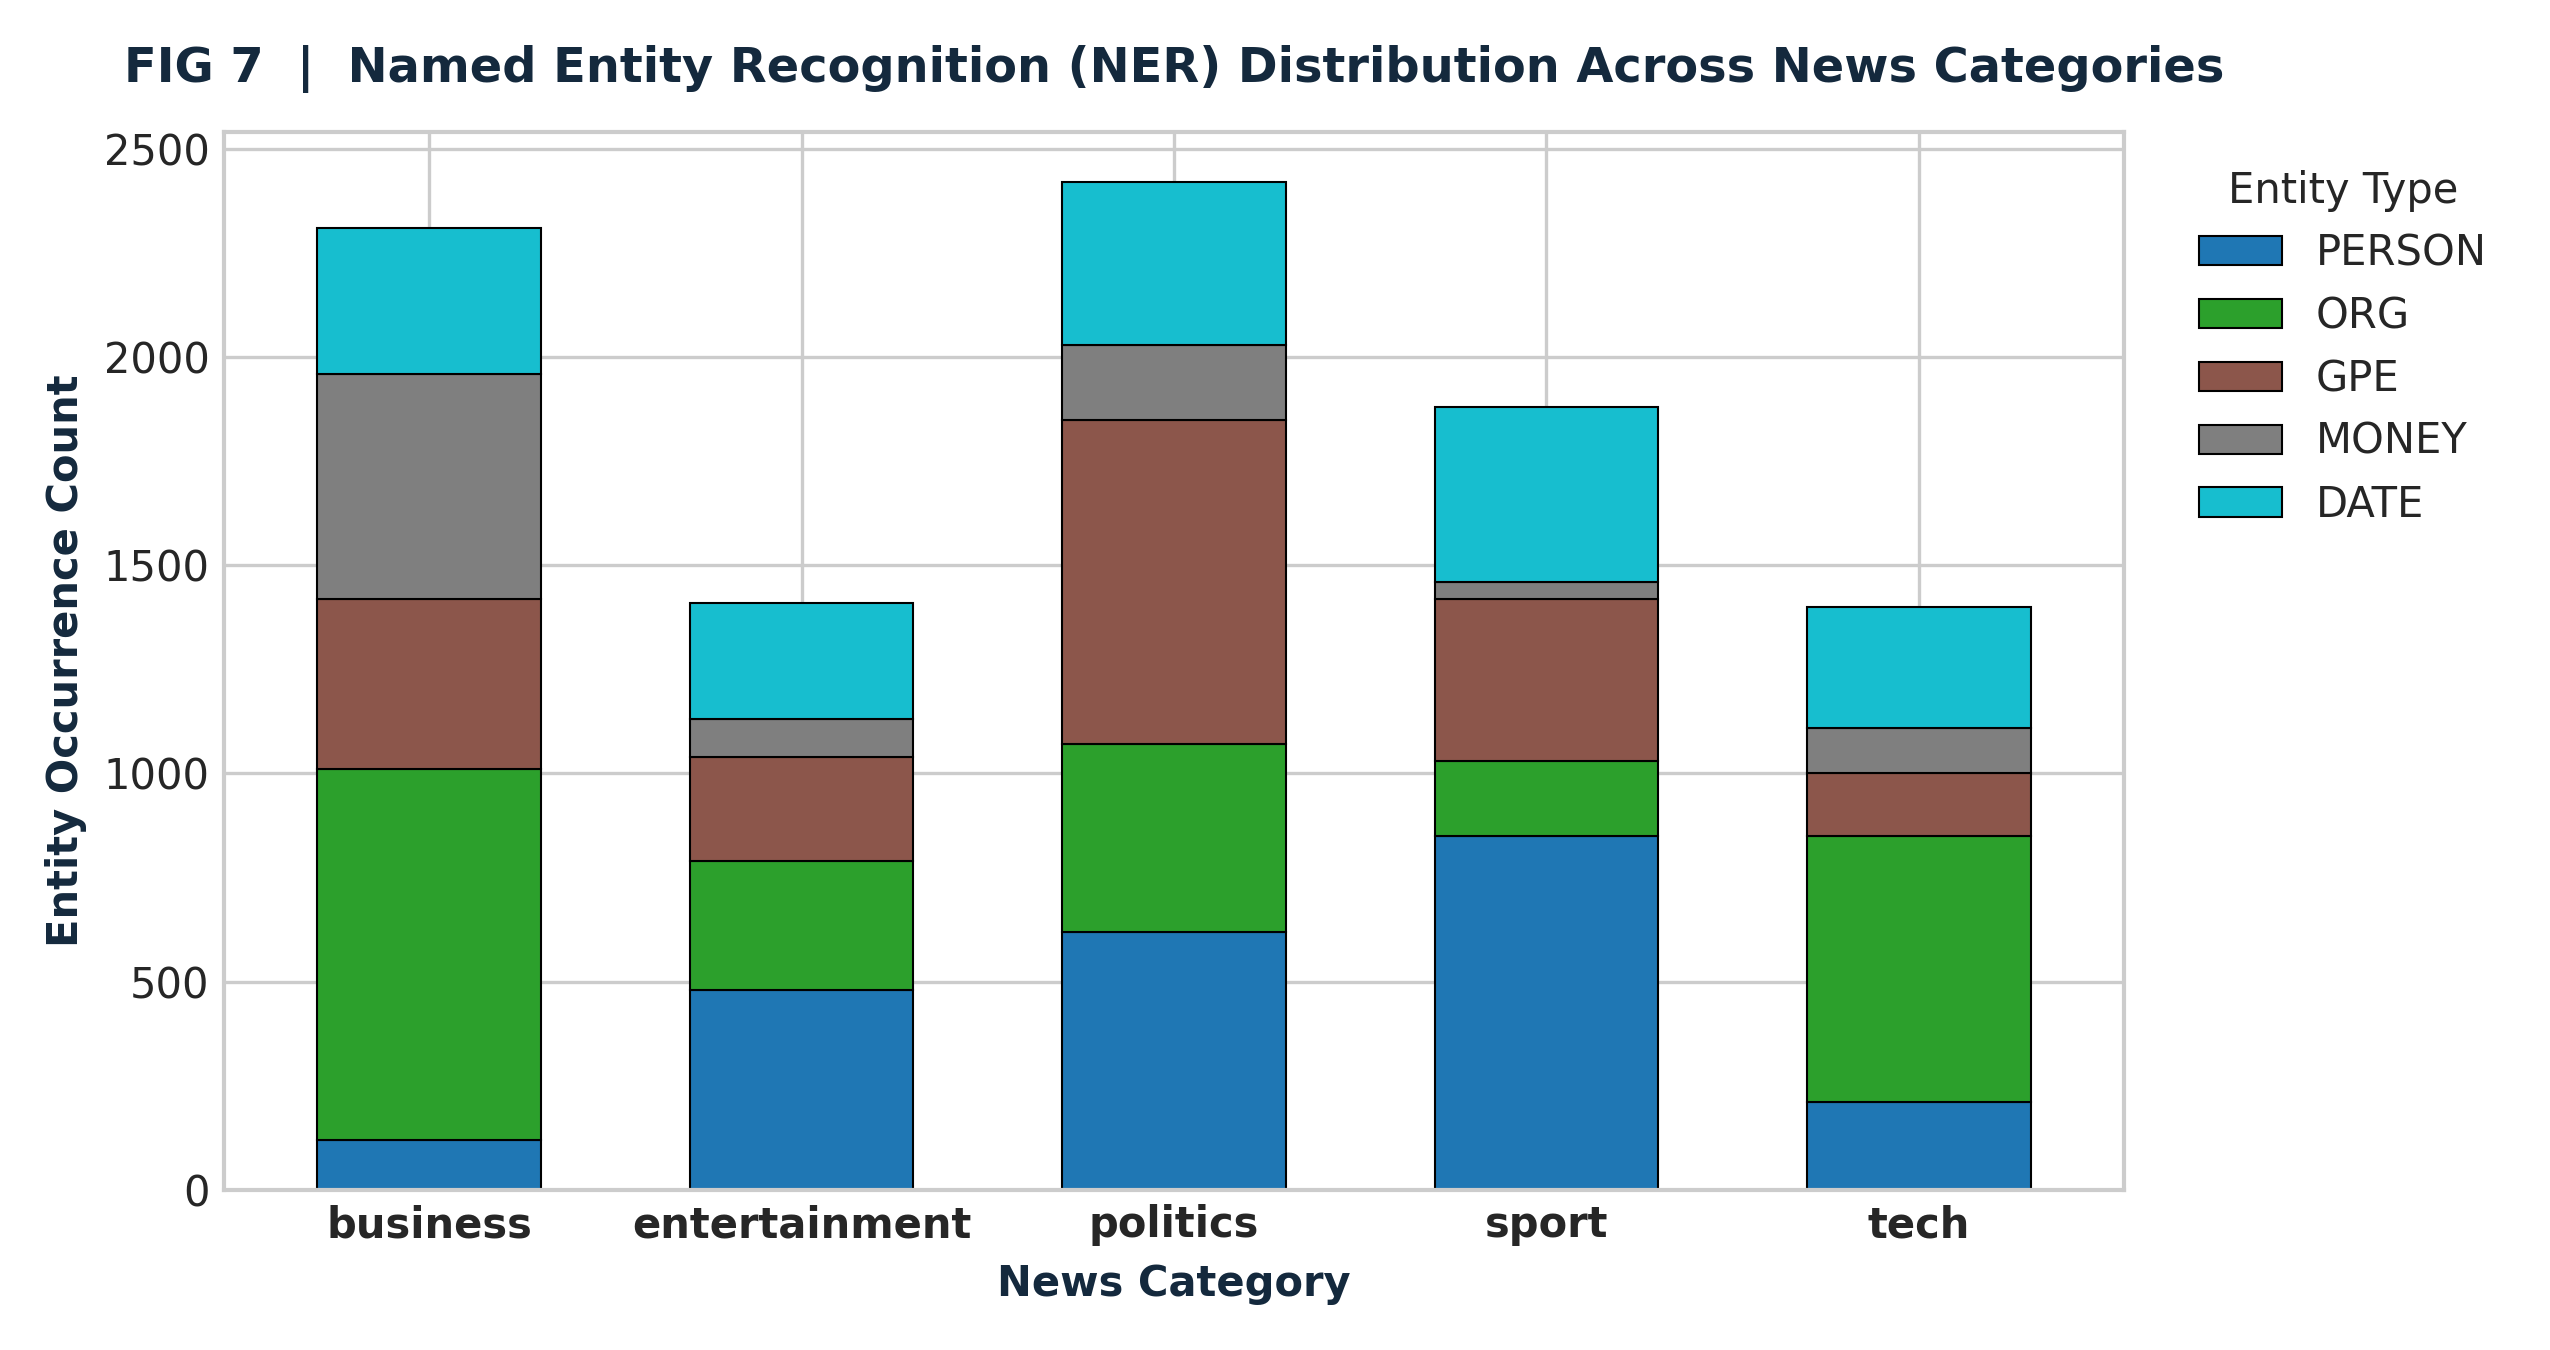 FIG 7 | Named Entity Recognition (NER) Distribution Across News Categories
Entity Occurrence Count
2500
2000
1500
1000
500
0
business entertainment politics sport tech
News Category
Entity Type
PERSON
ORG
GPE
MONEY
DATE